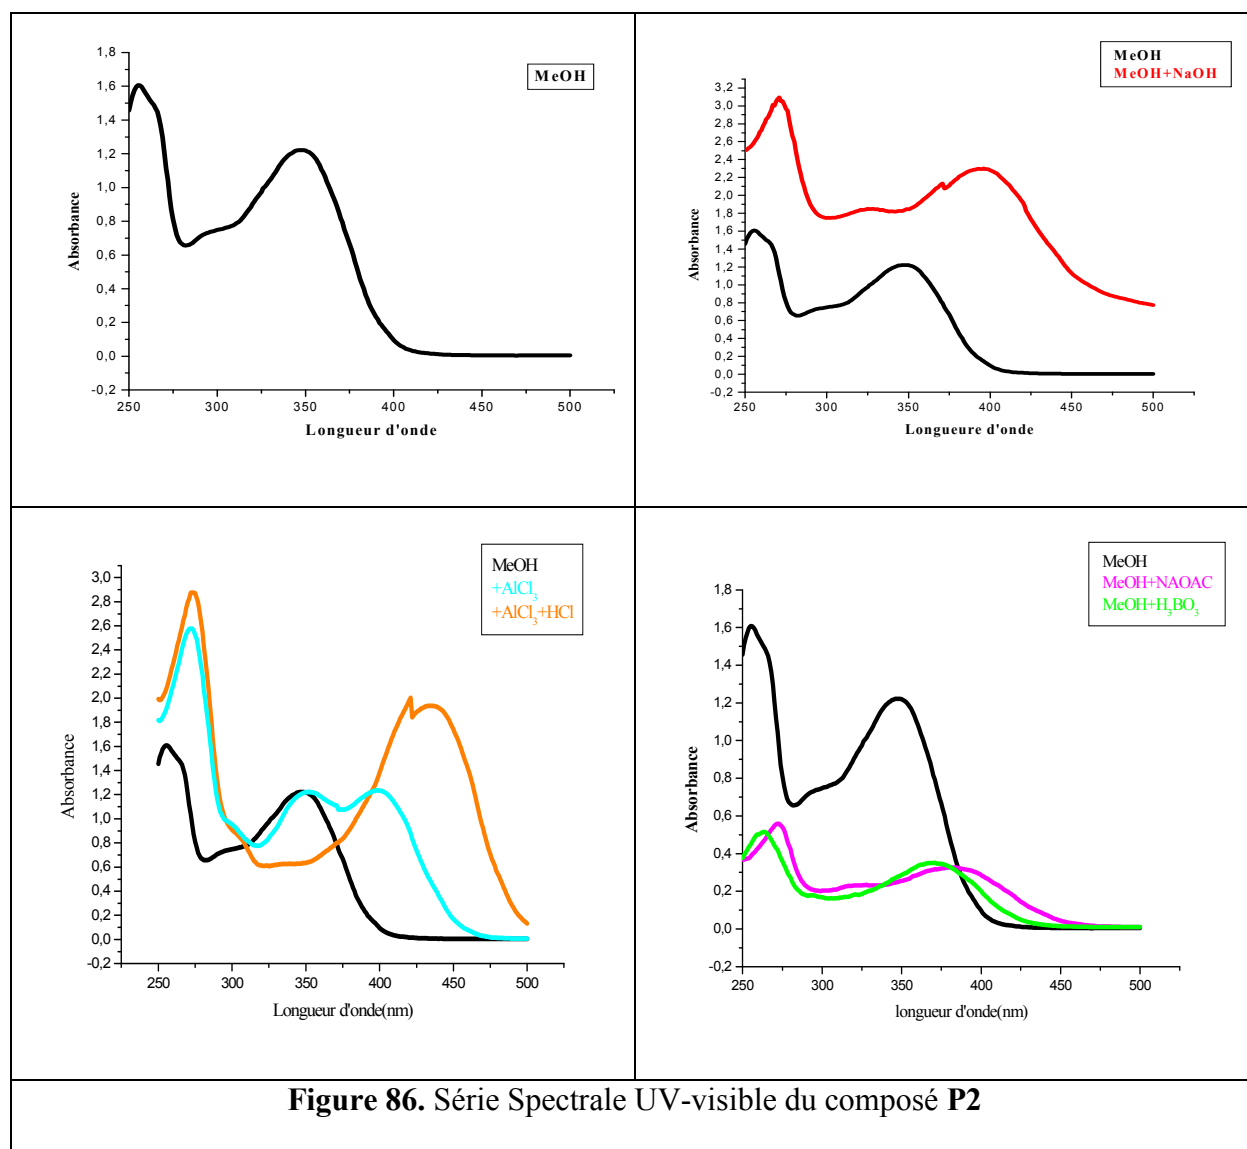 MeOH
1,8
1,6
1,4
1,2
1,0
0,8
0,6
0,4
0,2
0,0
-0,2
Absorbance
250 300 350 400 450 500
Longueur d'onde
MeOH
MeOH+NaOH
3,2
3,0
2,8
2,6
2,4
2,2
2,0
1,8
1,6
1,4
1,2
1,0
0,8
0,6
0,4
0,2
0,0
-0,2
Absorbance
250 300 350 400 450 500
Longueure d'onde
MeOH
+AlCl₃
+AlCl₃+HCl
3,0
2,8
2,6
2,4
2,2
2,0
1,8
1,6
1,4
1,2
1,0
0,8
0,6
0,4
0,2
0,0
-0,2
Absorbance
250 300 350 400 450 500
Longueur d'onde(nm)
MeOH
MeOH+NAOAC
MeOH+H₃BO₃
1,8
1,6
1,4
1,2
1,0
0,8
0,6
0,4
0,2
0,0
-0,2
Absorbance
250 300 350 400 450 500
longueur d'onde(nm)
Figure 86. Série Spectrale UV-visible du composé P2